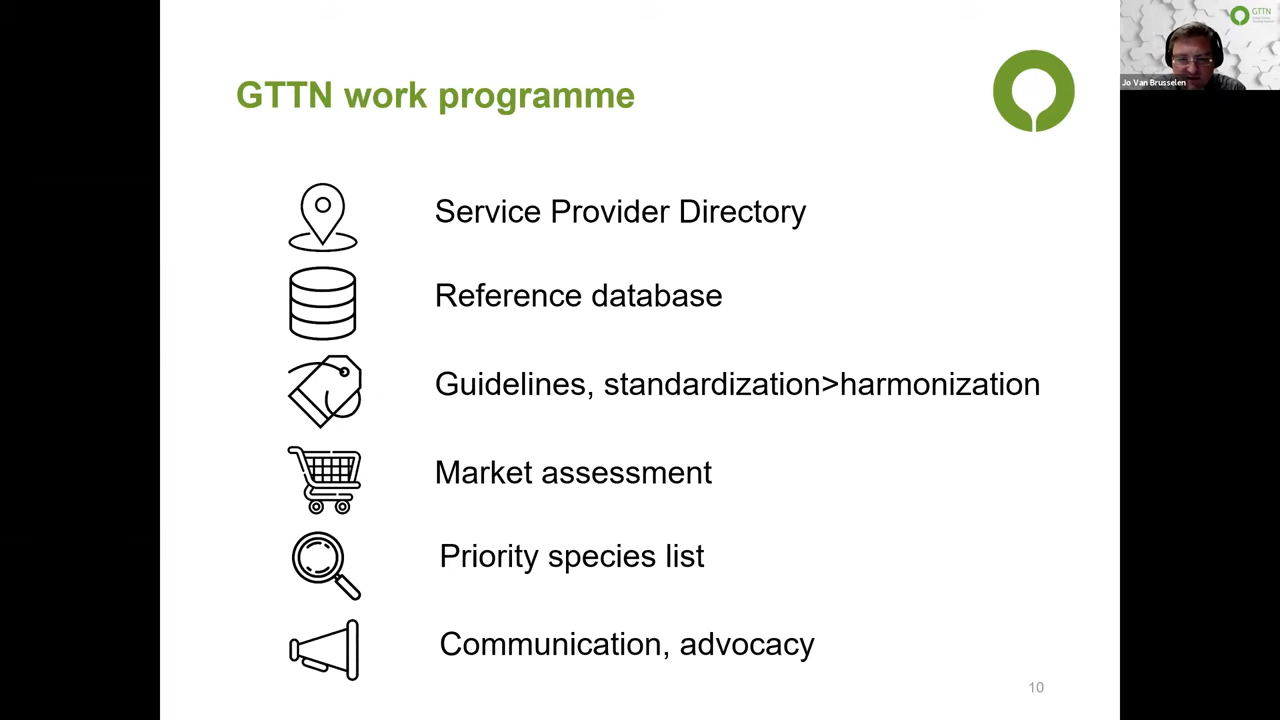 GTTN work programme
GTTN
Jo Van Brusselen
Service Provider Directory
Reference database
Guidelines, standardization>harmonization
Market assessment
Priority species list
Communication, advocacy
10